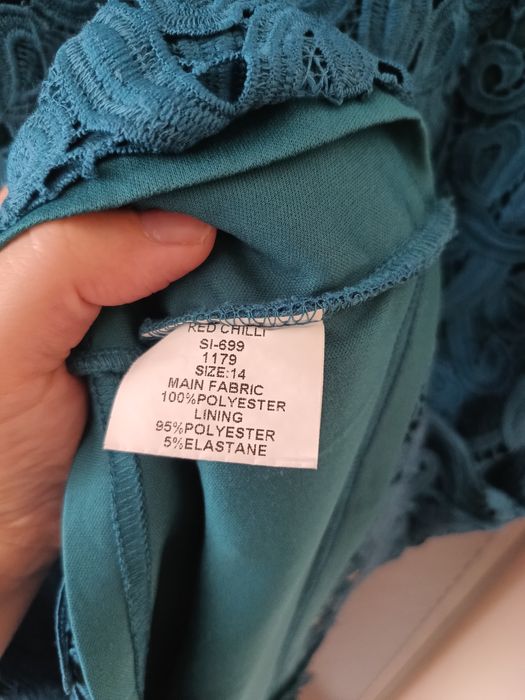 RED CHILLI
SI-699
1179
SIZE:14
MAIN FABRIC
100%POLYESTER
LINING
95%POLYESTER
5%ELASTANE